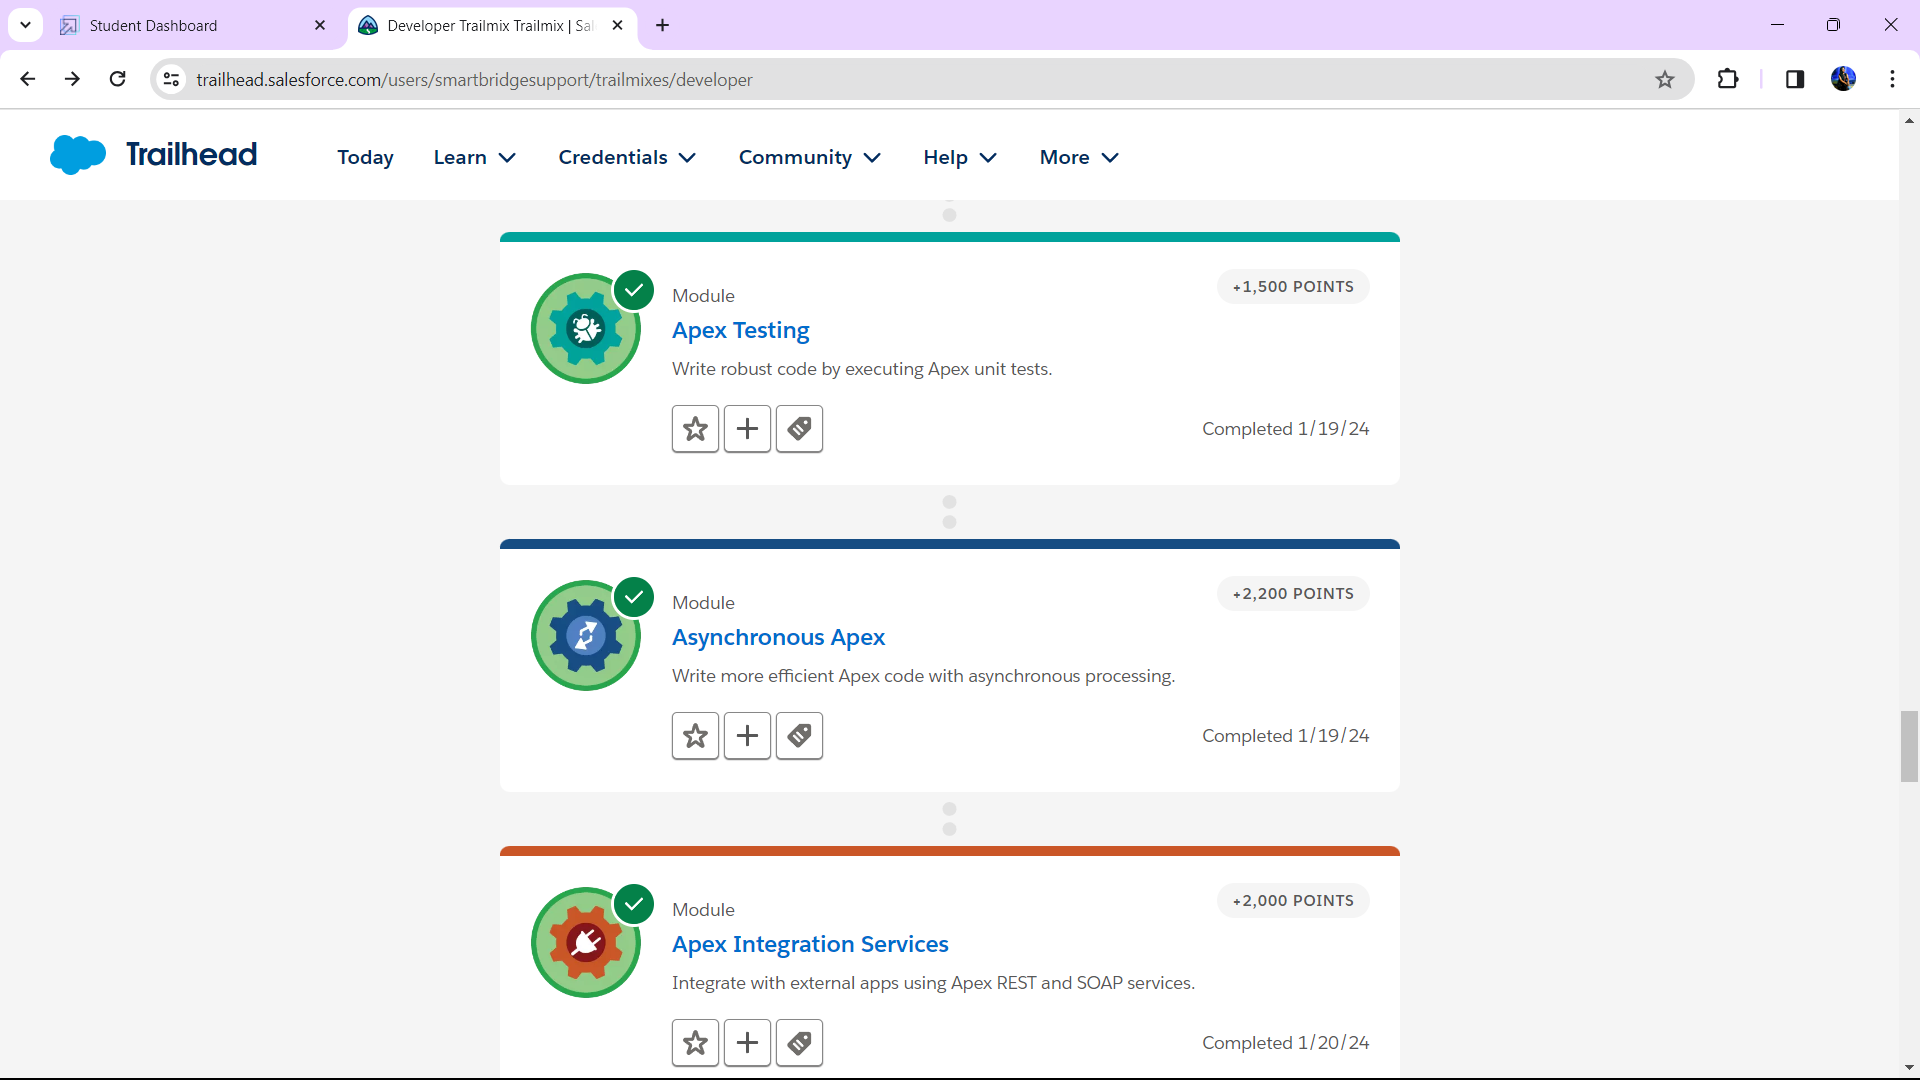 Student Dashboard
Developer Trailmix Trailmix | Sal
trailhead.salesforce.com/users/smartbridgesupport/trailmixes/developer
Trailhead
Today
Learn
Credentials
Community
Help
More
Module
+1,500 POINTS
Apex Testing
Write robust code by executing Apex unit tests.
Completed 1/19/24
Module
+2,200 POINTS
Asynchronous Apex
Write more efficient Apex code with asynchronous processing.
Completed 1/19/24
Module
+2,000 POINTS
Apex Integration Services
Integrate with external apps using Apex REST and SOAP services.
Completed 1/20/24